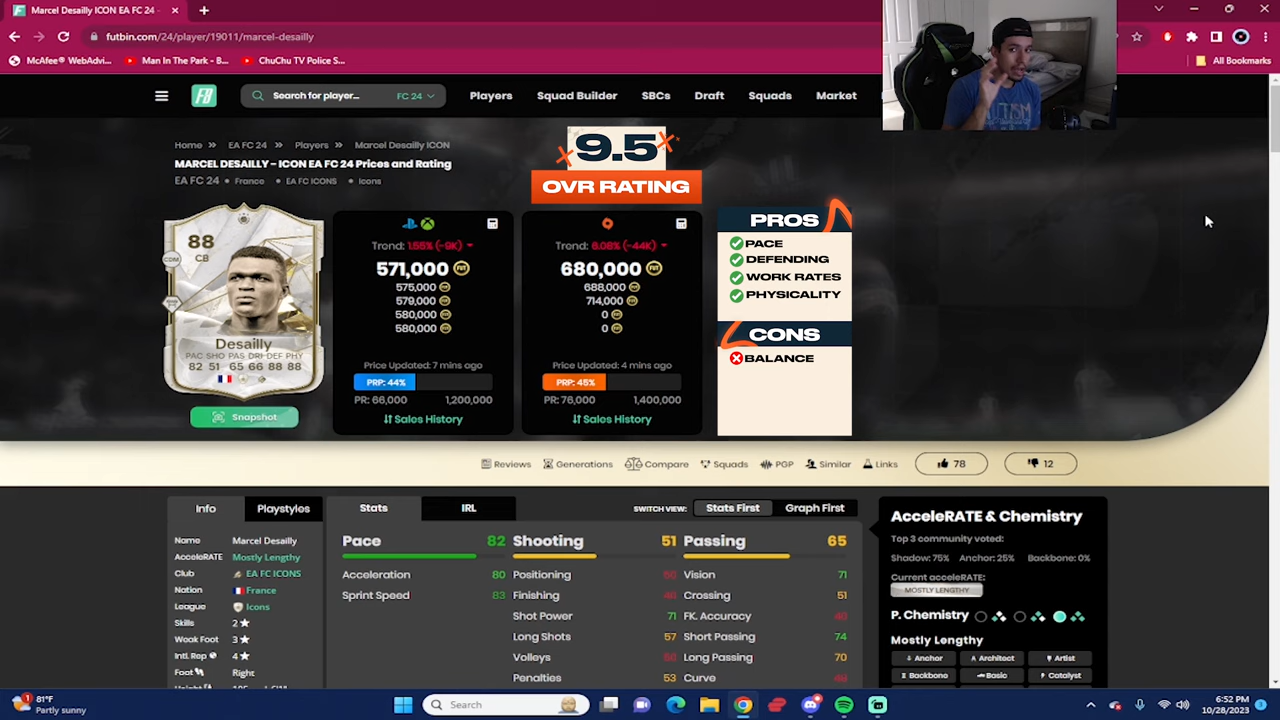 Marcel Desailly ICON EA FC 24 -
futbin.com/24/player/19011/marcel-desailly
McAfee® WebAdvi...
Man In The Park - B...
ChuChu TV Police S...
All Bookmarks
F8
Search for player...
FC 24
Players
Squad Builder
SBCs
Draft
Squads
Market
Home » EA FC 24 » Players » Marcel Desailly ICON
MARCEL DESAILLY – ICON EA FC 24 Prices and Rating
EA FC 24 • France • EA FC ICONS • Icons
9.5
OVR RATING
88
CB
CDM
Desailly
PAC SHO PAS DRI DEF PHY
82 51 65 66 88 88
Snapshot
Trend: 1.55% (-9K)
571,000
575,000
579,000
580,000
580,000
Price Updated: 7 mins ago
PRP: 44%
PR: 66,000 1,200,000
Sales History
Trend: 6.08% (-44K)
680,000
688,000
714,000
0
0
Price Updated: 4 mins ago
PRP: 45%
PR: 76,000 1,400,000
Sales History
PROS
PACE
DEFENDING
WORK RATES
PHYSICALITY
CONS
BALANCE
Reviews
Generations
Compare
Squads
PGP
Similar
Links
78
12
Info
Playstyles
Name Marcel Desailly
AcceleRATE Mostly Lengthy
Club EA FC ICONS
Nation France
League Icons
Skills 2
Weak Foot 3
Intl. Rep 4
Foot Right
Stats
IRL
SWITCH VIEW:
Stats First
Graph First
Pace 82
Acceleration 80
Sprint Speed 83
Shooting 51
Positioning
Finishing
Shot Power 71
Long Shots 57
Volleys
Penalties 53
Passing 65
Vision 71
Crossing 51
FK. Accuracy
Short Passing 74
Long Passing 70
Curve
AcceleRATE & Chemistry
Top 3 community voted:
Shadow: 75% Anchor: 25% Backbone: 0%
Current acceleRATE:
MOSTLY LENGTHY
P. Chemistry
Mostly Lengthy
Anchor
Architect
Artist
Backbone
Basic
Catalyst
1
81°F
Partly sunny
Search
6:52 PM
10/28/2023